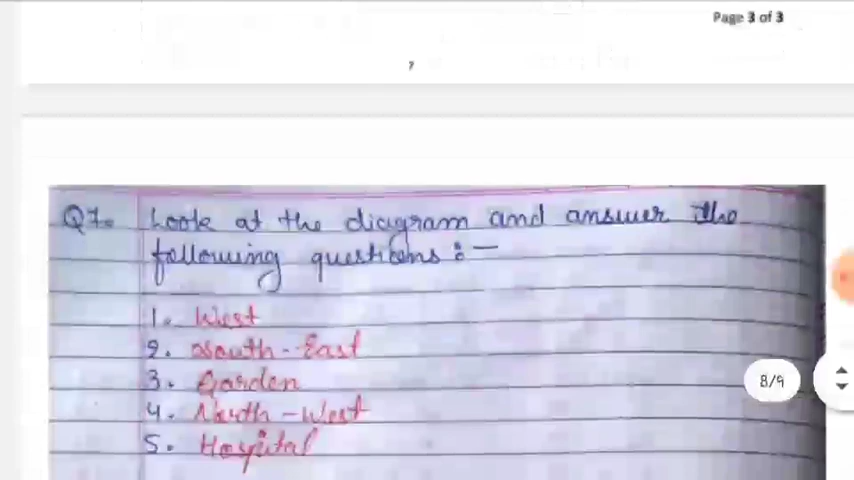 Page 3 of 3
7
Q7. Look at the diagram and answer the
following questions :-
1. West
2. South-East
3. Garden
4. North-West
5. Hospital
8/9